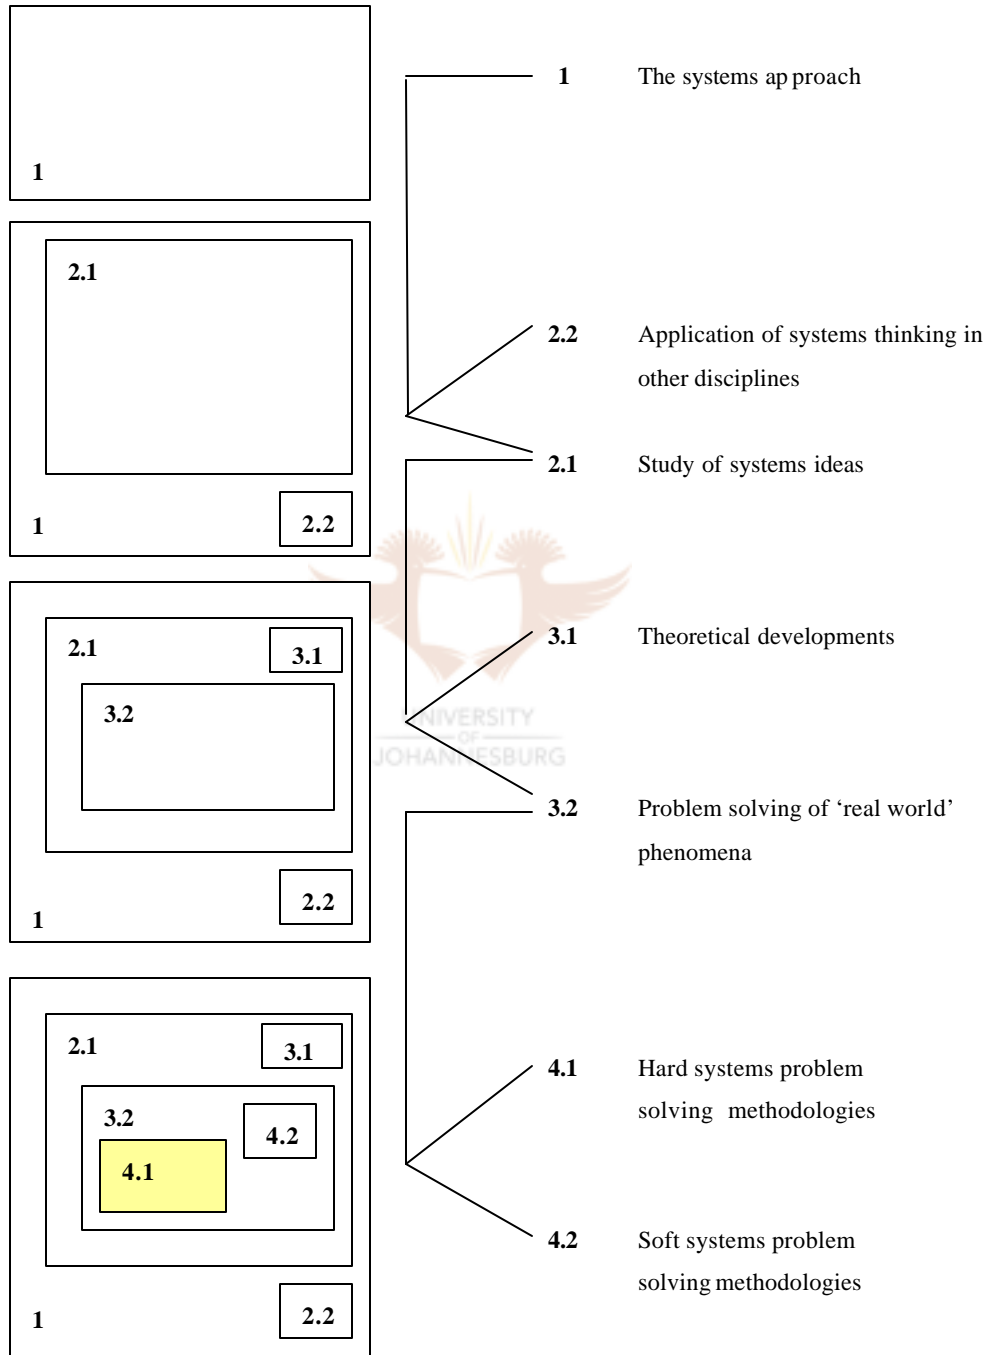 1
1 The systems ap proach
2.1
2.2 Application of systems thinking in
other disciplines
2.1 Study of systems ideas
1 2.2
UNIVERSITY
OF
JOHANNESBURG
2.1 3.1
3.1 Theoretical developments
3.2
3.2 Problem solving of ‘real world’
phenomena
2.2
1
2.1 3.1
4.1 Hard systems problem
solving methodologies
3.2
4.2
4.1
4.2 Soft systems problem
solving methodologies
1 2.2